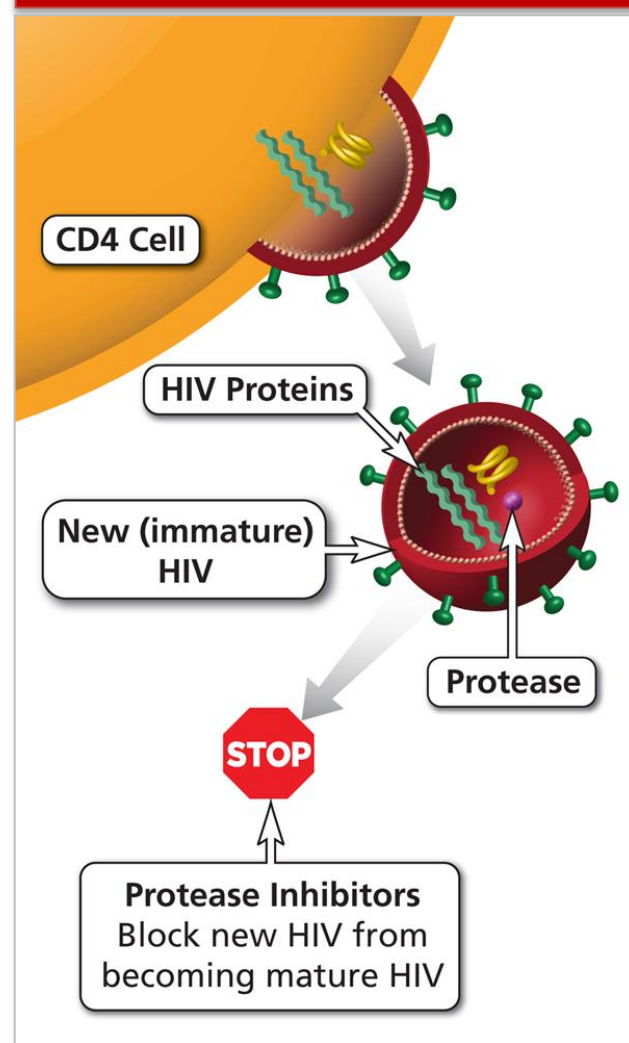 CD4 Cell
HIV Proteins
New (immature)
HIV
Protease
STOP
Protease Inhibitors
Block new HIV from
becoming mature HIV